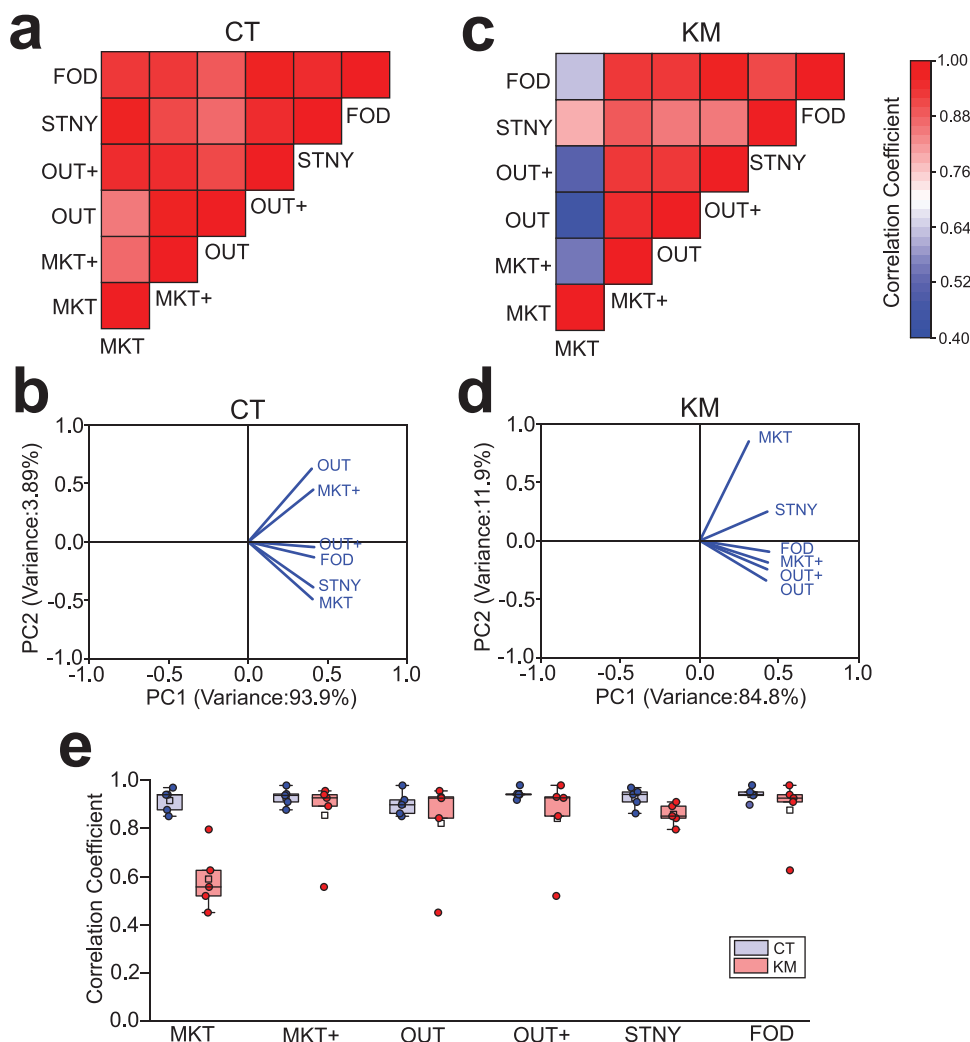 a
CT
FOD
STNY
OUT+
OUT
MKT+
MKT
FOD
STNY
OUT+
OUT
MKT+
MKT
c
KM
FOD
STNY
OUT+
OUT
MKT+
MKT
FOD
STNY
OUT+
OUT
MKT+
MKT
1.00
0.88
0.76
0.64
0.52
0.40
Correlation Coefficient
b
CT
1.0
0.5
0.0
-0.5
-1.0
PC2 (Variance:3.89%)
OUT
MKT+
OUT+
FOD
STNY
MKT
-1.0 -0.5 0.0 0.5 1.0
PC1 (Variance:93.9%)
d
KM
1.0
0.5
0.0
-0.5
-1.0
PC2 (Variance:11.9%)
MKT
STNY
FOD
MKT+
OUT+
OUT
-1.0 -0.5 0.0 0.5 1.0
PC1 (Variance:84.8%)
e
1.0
0.8
0.6
0.4
0.2
0.0
Correlation Coefficient
CT
KM
MKT MKT+ OUT OUT+ STNY FOD